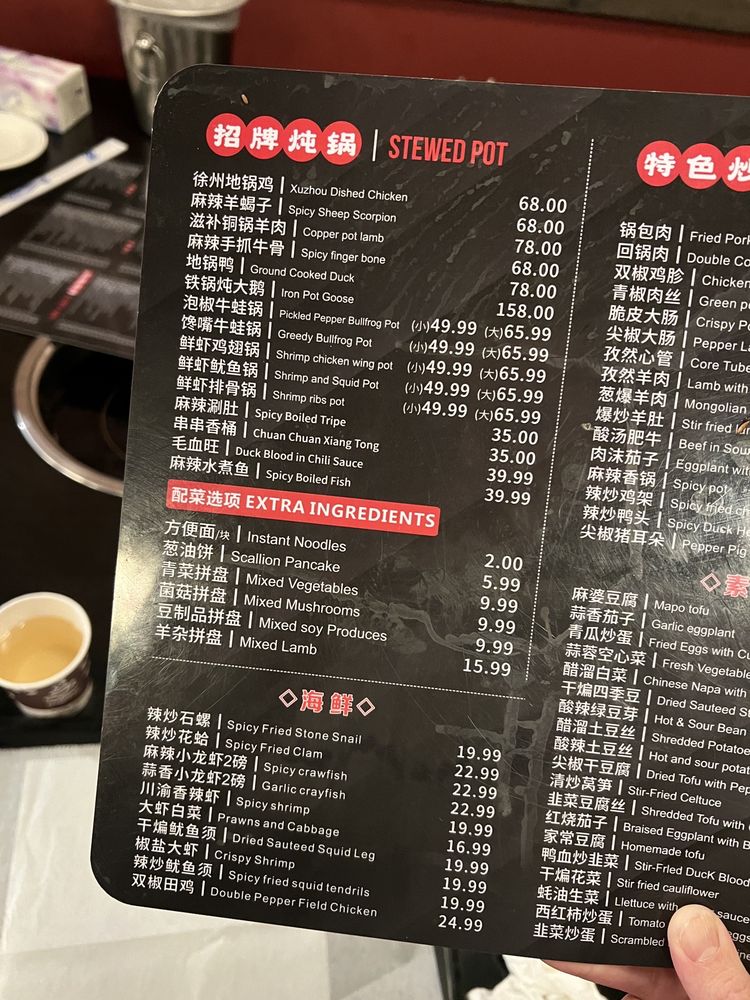 招牌炖锅 | STEWED POT
徐州地锅鸡 | Xuzhou Dished Chicken 68.00
麻辣羊蝎子 | Spicy Sheep Scorpion 68.00
滋补铜锅羊肉 | Copper pot lamb 78.00
麻辣手抓牛骨 | Spicy finger bone 68.00
地锅鸭 | Ground Cooked Duck 78.00
铁锅炖大鹅 | Iron Pot Goose 158.00
泡椒牛蛙锅 | Pickled Pepper Bullfrog Pot (小)49.99 (大)65.99
馋嘴牛蛙锅 | Greedy Bullfrog Pot (小)49.99 (大)65.99
鲜虾鸡翅锅 | Shrimp chicken wing pot (小)49.99 (大)65.99
鲜虾鱿鱼锅 | Shrimp and Squid Pot (小)49.99 (大)65.99
鲜虾排骨锅 | Shrimp ribs pot (小)49.99 (大)65.99
麻辣涮肚 | Spicy Boiled Tripe 35.00
串串香桶 | Chuan Chuan Xiang Tong 35.00
毛血旺 | Duck Blood in Chili Sauce 39.99
麻辣水煮鱼 | Spicy Boiled Fish 39.99
配菜选项 EXTRA INGREDIENTS
方便面/块 | Instant Noodles 2.00
葱油饼 | Scallion Pancake 5.99
青菜拼盘 | Mixed Vegetables 9.99
菌菇拼盘 | Mixed Mushrooms 9.99
豆制品拼盘 | Mixed soy Produces 9.99
羊杂拼盘 | Mixed Lamb 15.99
海鲜
辣炒石螺 | Spicy Fried Stone Snail 19.99
辣炒花蛤 | Spicy Fried Clam 22.99
麻辣小龙虾2磅 | Spicy crawfish 22.99
蒜香小龙虾2磅 | Garlic crayfish 22.99
川渝香辣虾 | Spicy shrimp 19.99
大虾白菜 | Prawns and Cabbage 16.99
干煸鱿鱼须 | Dried Sauteed Squid Leg 19.99
椒盐大虾 | Crispy Shrimp 19.99
辣炒鱿鱼须 | Spicy fried squid tendrils 19.99
双椒田鸡 | Double Pepper Field Chicken 24.99
特色炒
锅包肉 | Fried Pork
回锅肉 | Double Co
双椒鸡胗 | Chicken
青椒肉丝 | Green p
脆皮大肠 | Crispy P
尖椒大肠 | Pepper La
孜然心管 | Core Tube
孜然羊肉 | Lamb with
葱爆羊肉 | Mongolian
爆炒羊肚 | Stir fried l
酸汤肥牛 | Beef in Sou
肉沫茄子 | Eggplant wit
麻辣香锅 | Spicy pot
辣炒鸡架 | Spicy fried ch
辣炒鸭头 | Spicy Duck H
尖椒猪耳朵 | Pepper Pig
素
麻婆豆腐 | Mapo tofu
蒜香茄子 | Garlic eggplant
青瓜炒蛋 | Fried Eggs with Cu
蒜蓉空心菜 | Fresh Vegetable
醋溜白菜 | Chinese Napa with
干煸四季豆 | Dried Sauteed St
酸辣绿豆芽 | Hot & Sour Bean
醋溜土豆丝 | Shredded Potatoe
酸辣土豆丝 | Hot and sour potat
尖椒干豆腐 | Dried Tofu with Pep
清炒莴笋 | Stir-Fried Celtuce
韭菜豆腐丝 | Shredded Tofu with
红烧茄子 | Braised Eggplant with B
家常豆腐 | Homemade tofu
鸭血炒韭菜 | Stir-Fried DucK Blood
干煸花菜 | Stir fried cauliflower
蚝油生菜 | Llettuce with sauce
西红柿炒蛋 | Tomato eggs
韭菜炒蛋 | Scrambled